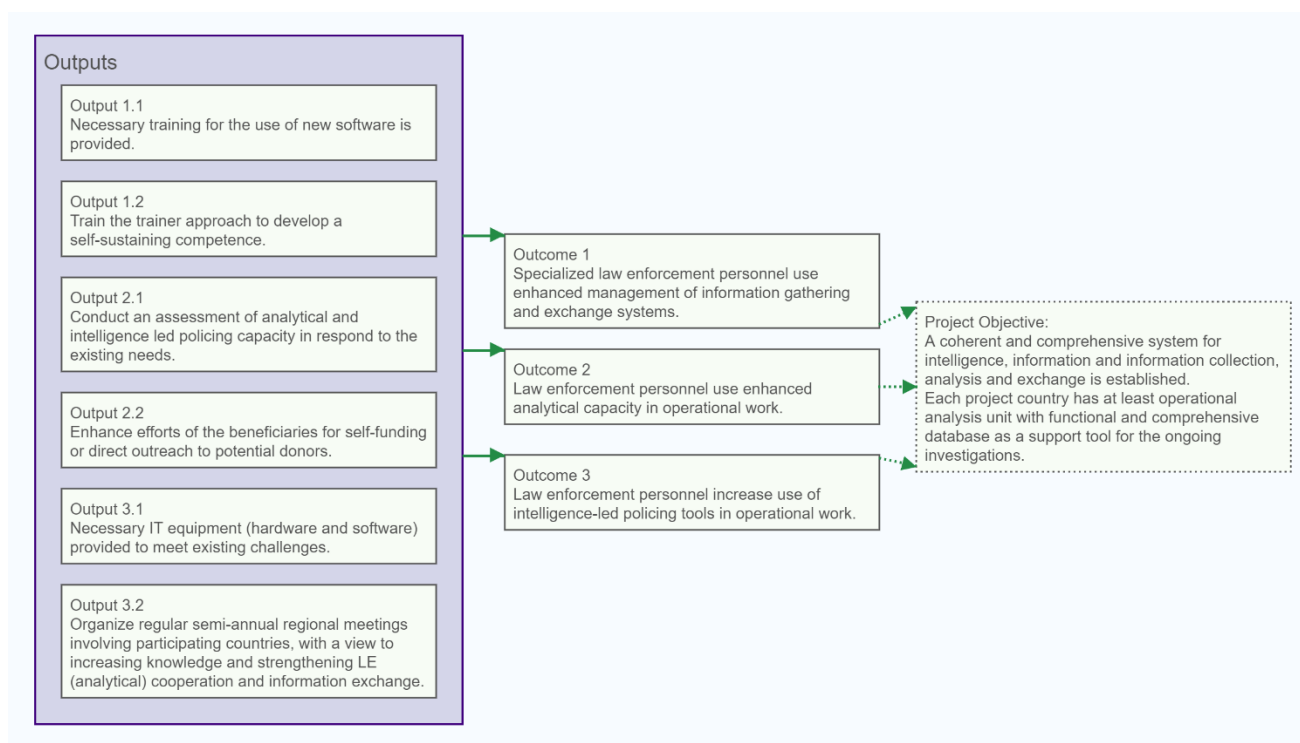 Outputs
Output 1.1
Necessary training for the use of new software is
provided.
Output 1.2
Train the trainer approach to develop a
self-sustaining competence.
Output 2.1
Conduct an assessment of analytical and
intelligence led policing capacity in respond to the
existing needs.
Output 2.2
Enhance efforts of the beneficiaries for self-funding
or direct outreach to potential donors.
Output 3.1
Necessary IT equipment (hardware and software)
provided to meet existing challenges.
Output 3.2
Organize regular semi-annual regional meetings
involving participating countries, with a view to
increasing knowledge and strengthening LE
(analytical) cooperation and information exchange.
Outcome 1
Specialized law enforcement personnel use
enhanced management of information gathering
and exchange systems.
Outcome 2
Law enforcement personnel use enhanced
analytical capacity in operational work.
Outcome 3
Law enforcement personnel increase use of
intelligence-led policing tools in operational work.
Project Objective:
A coherent and comprehensive system for
intelligence, information and information collection,
analysis and exchange is established.
Each project country has at least operational
analysis unit with functional and comprehensive
database as a support tool for the ongoing
investigations.